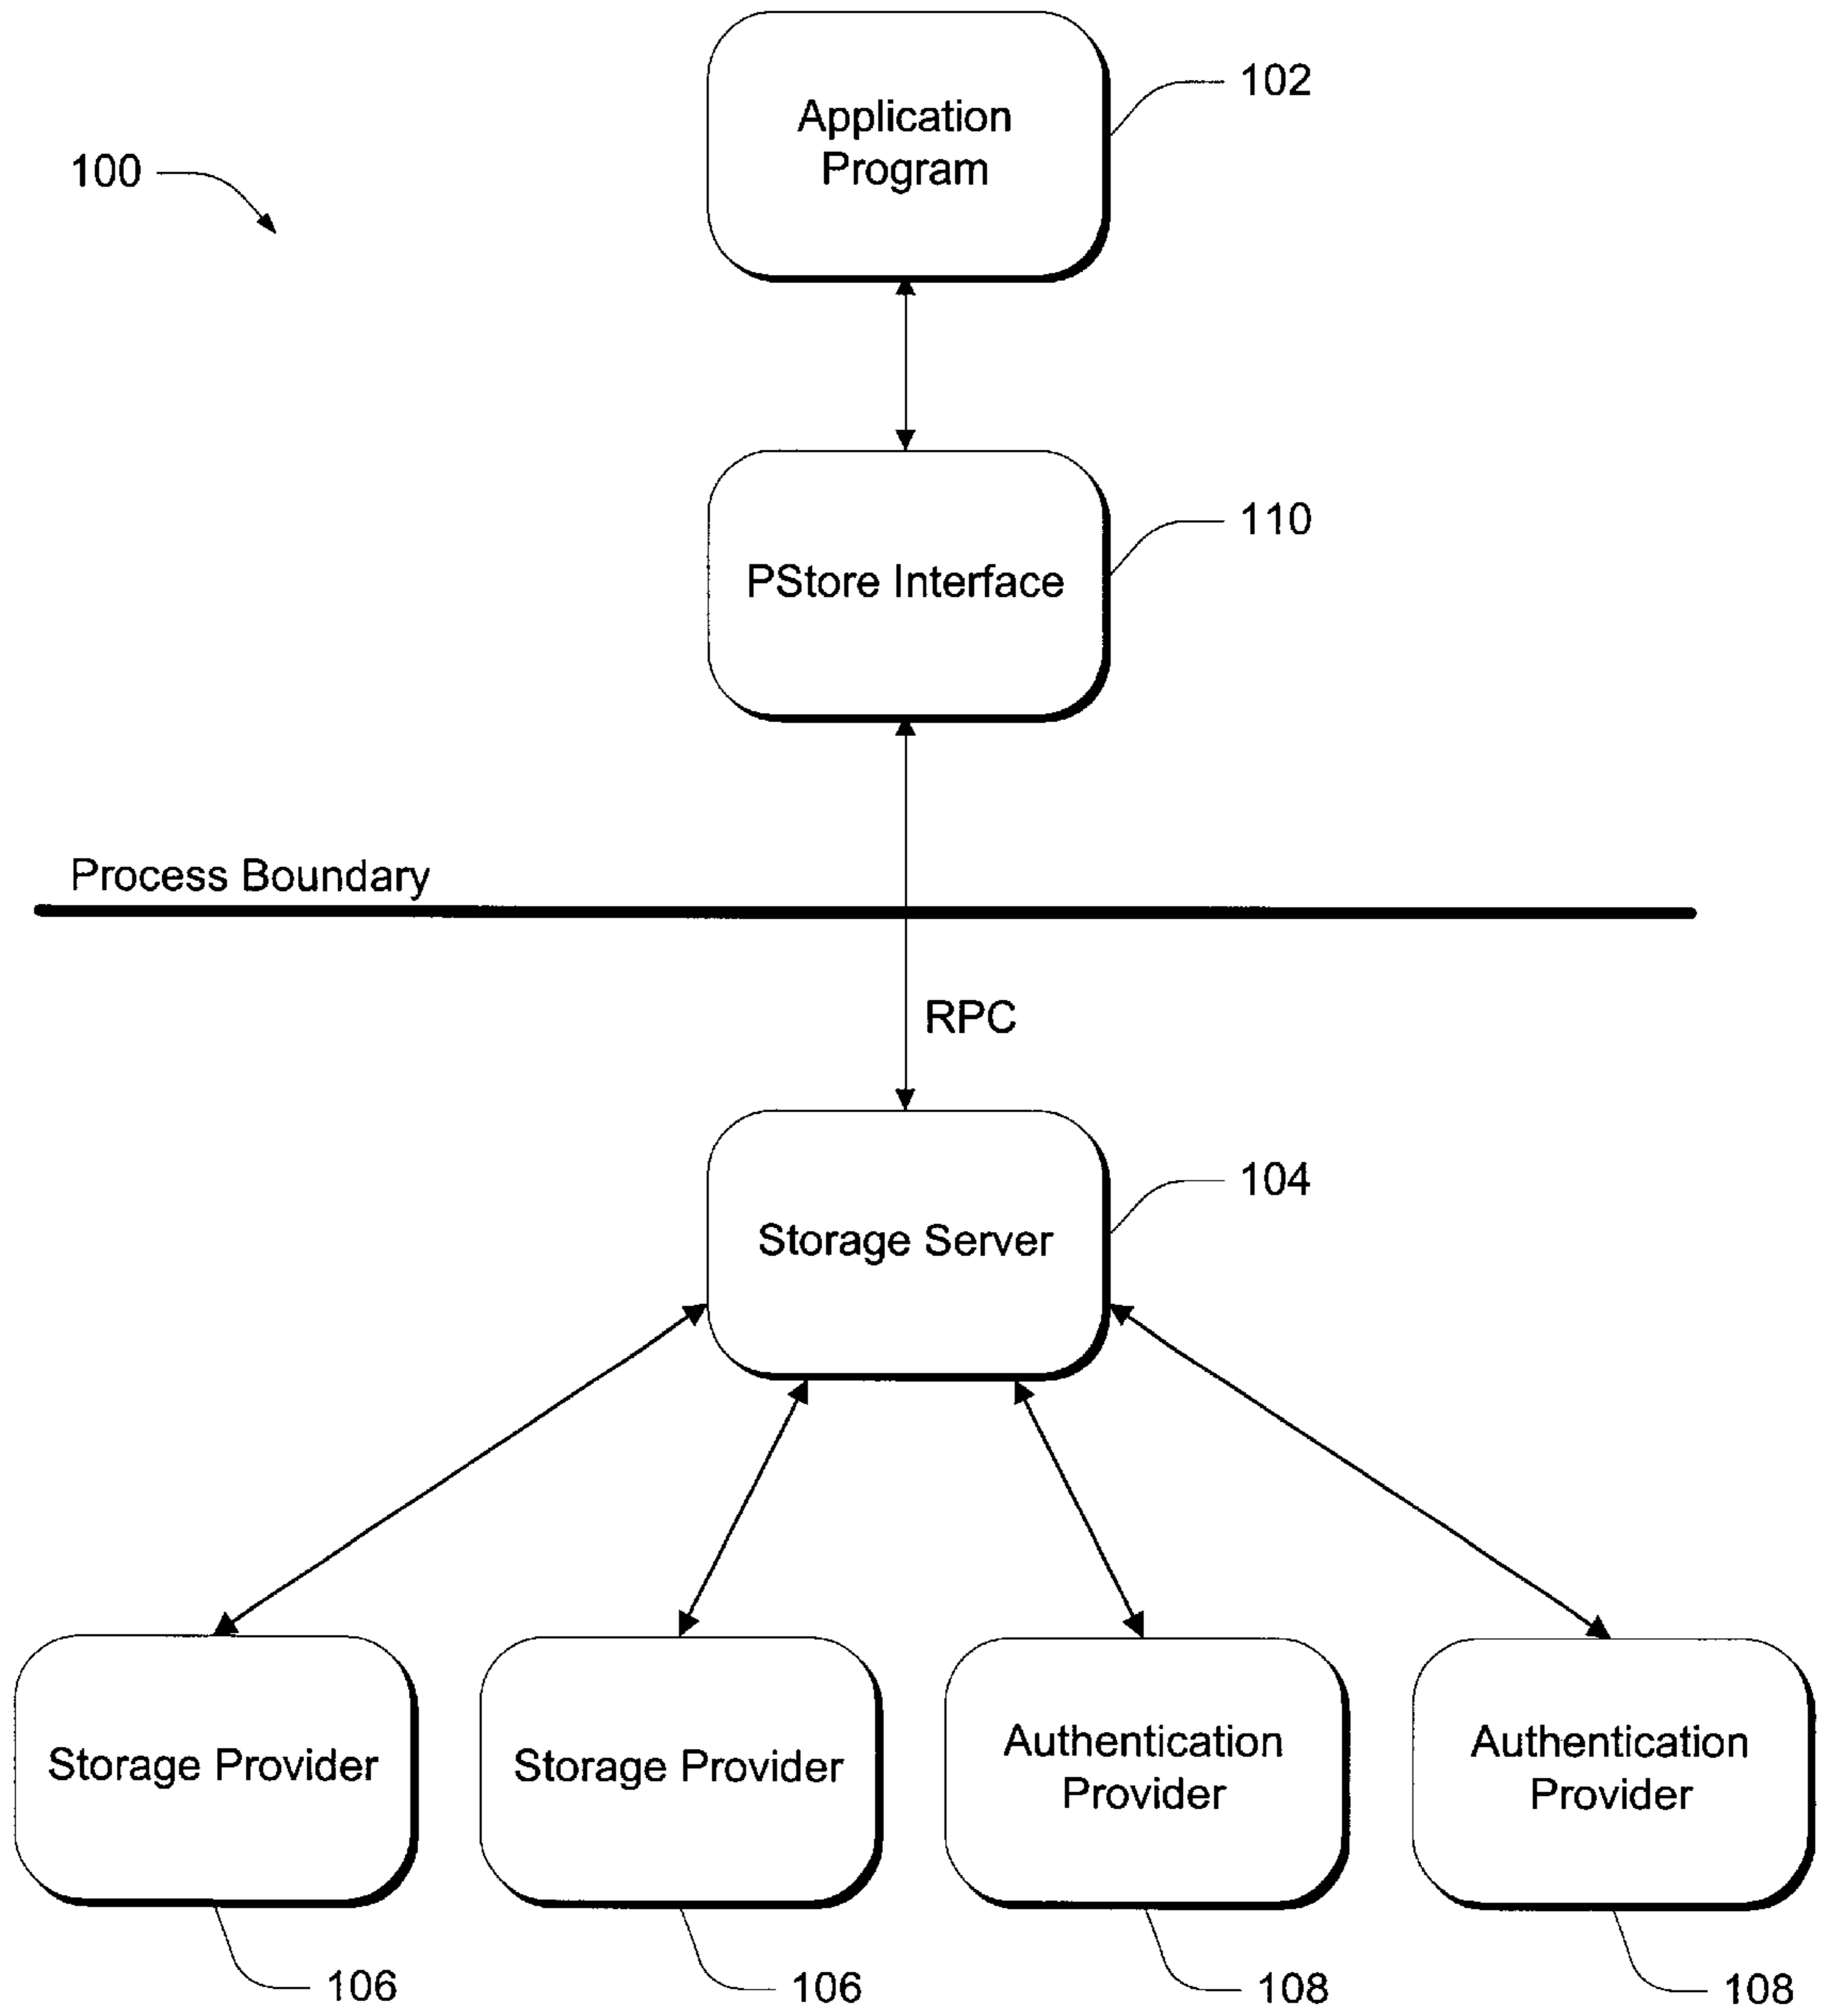 102
Application
Program
100
110
PStore Interface
Process Boundary
RPC
104
Storage Server
Storage Provider
Storage Provider
Authentication
Provider
Authentication
Provider
106
106
108
108